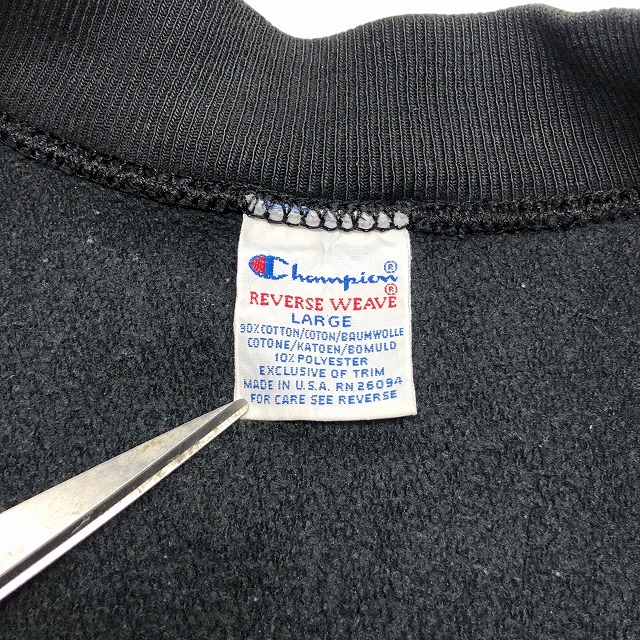 Champion®
REVERSE WEAVE®
LARGE
90% COTTON/COTON/BAUMWOLLE
COTONE/KATOEN/BOMULD
10% POLYESTER
EXCLUSIVE OF TRIM
MADE IN U.S.A. RN 26094
FOR CARE SEE REVERSE